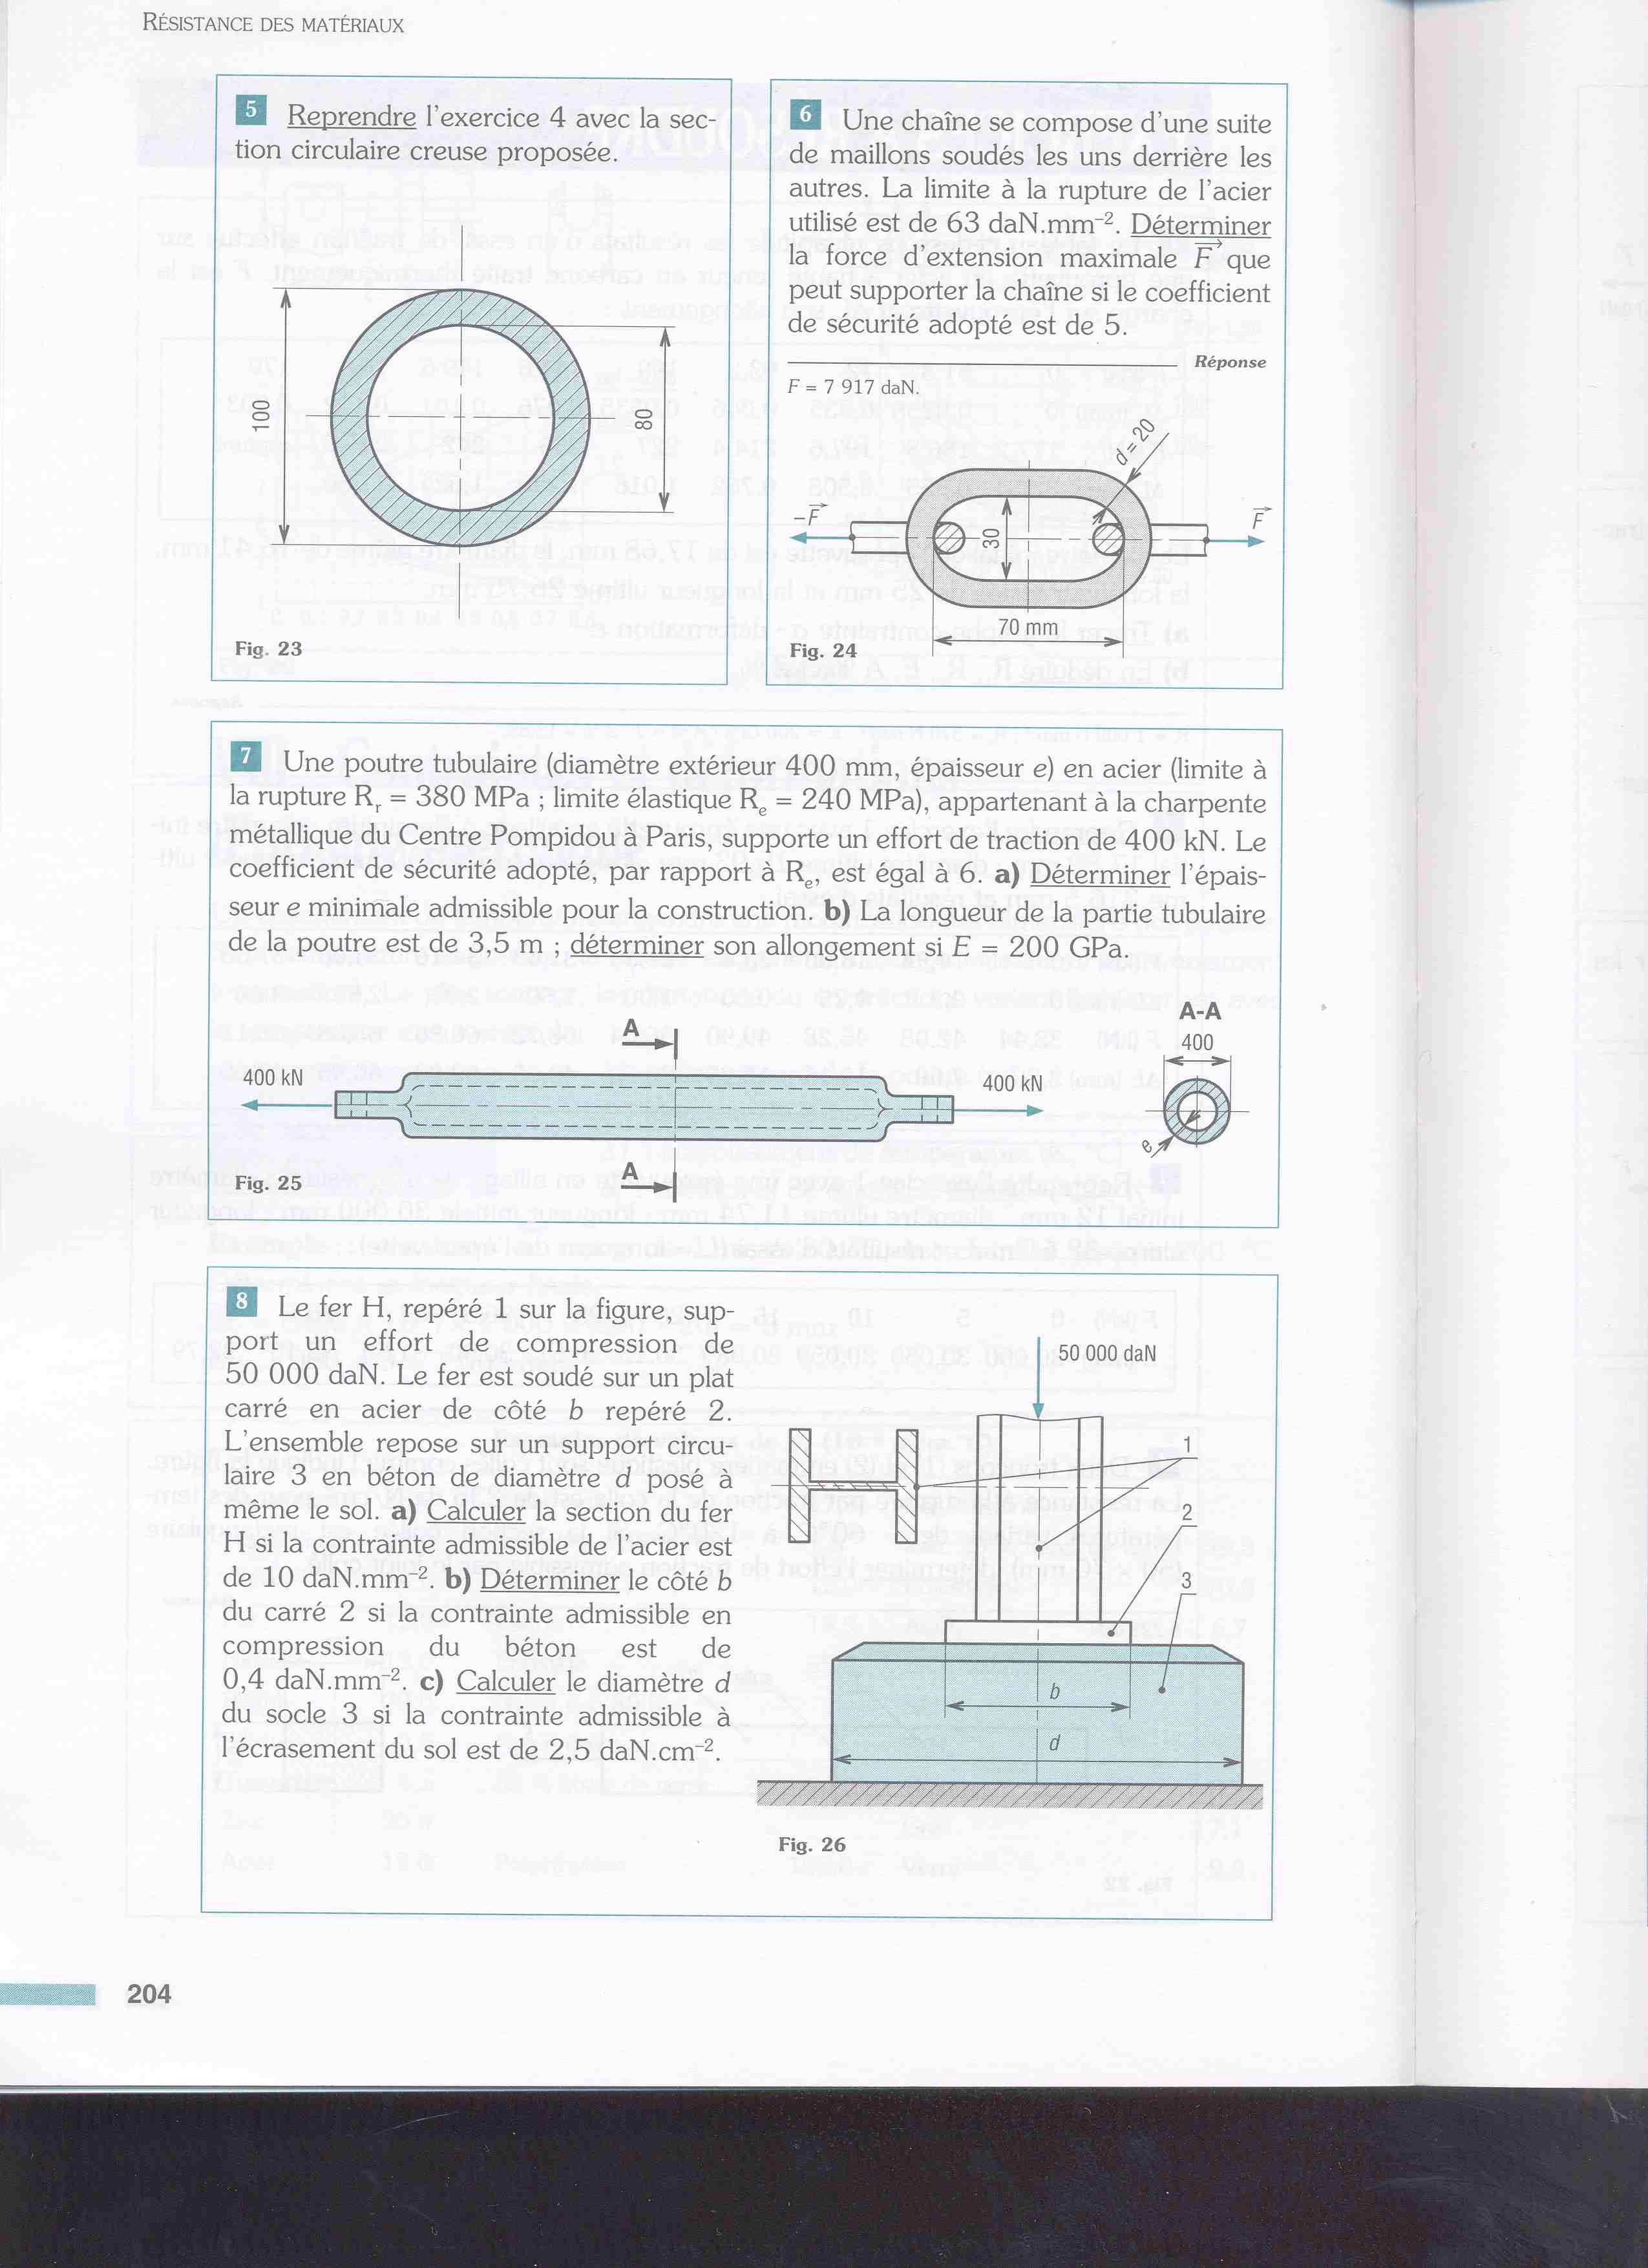 RÉSISTANCE DES MATÉRIAUX
5 Reprendre l'exercice 4 avec la sec-
tion circulaire creuse proposée.
100
80
Fig. 23
6 Une chaîne se compose d'une suite
de maillons soudés les uns derrière les
autres. La limite à la rupture de l'acier
utilisé est de 63 daN.mm⁻². Déterminer
la force d'extension maximale F⃗ que
peut supporter la chaîne si le coefficient
de sécurité adopté est de 5.
Réponse
F = 7 917 daN.
d = 20
–F⃗
F⃗
30
70 mm
Fig. 24
7 Une poutre tubulaire (diamètre extérieur 400 mm, épaisseur e) en acier (limite à
la rupture Rr = 380 MPa ; limite élastique Re = 240 MPa), appartenant à la charpente
métallique du Centre Pompidou à Paris, supporte un effort de traction de 400 kN. Le
coefficient de sécurité adopté, par rapport à Re, est égal à 6. a) Déterminer l'épais-
seur e minimale admissible pour la construction. b) La longueur de la partie tubulaire
de la poutre est de 3,5 m ; déterminer son allongement si E = 200 GPa.
A-A
A
400
400 kN
400 kN
e
A
Fig. 25
8 Le fer H, repéré 1 sur la figure, sup-
port un effort de compression de
50 000 daN. Le fer est soudé sur un plat
carré en acier de côté b repéré 2.
L'ensemble repose sur un support circu-
laire 3 en béton de diamètre d posé à
même le sol. a) Calculer la section du fer
H si la contrainte admissible de l'acier est
de 10 daN.mm⁻². b) Déterminer le côté b
du carré 2 si la contrainte admissible en
compression du béton est de
0,4 daN.mm⁻². c) Calculer le diamètre d
du socle 3 si la contrainte admissible à
l'écrasement du sol est de 2,5 daN.cm⁻².
50 000 daN
1
2
3
b
d
Fig. 26
204